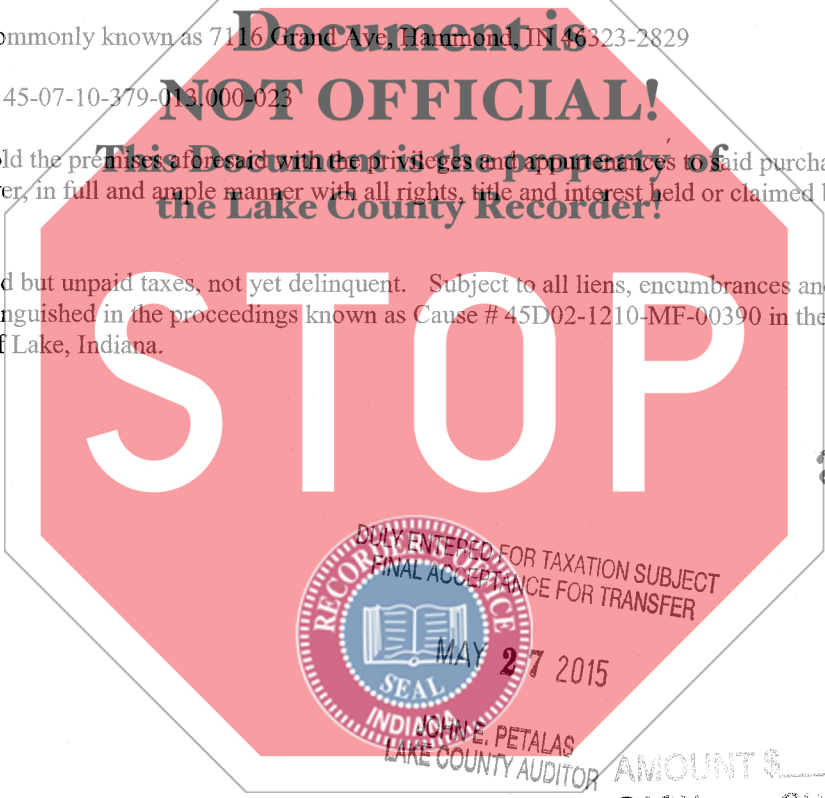 Document is
ommonly known as 7116 Grand Ave, Hammond, IN 46323-2829
NOT OFFICIAL!
45-07-10-379-013.000-023
This Document is the property of
ld the premises aforesaid with the privileges and appurtenances to said purcha
er, in full and ample manner with all rights, title and interest held or claimed
the Lake County Recorder!
d but unpaid taxes, not yet delinquent. Subject to all liens, encumbrances an
nguished in the proceedings known as Cause # 45D02-1210-MF-00390 in the
f Lake, Indiana.
STOP
DULY ENTERED FOR TAXATION SUBJECT
FINAL ACCEPTANCE FOR TRANSFER
RECORDER'S OFFICE
MAY 27 2015
SEAL
INDIANA
JOHN E. PETALAS
LAKE COUNTY AUDITOR
AMOUNT $